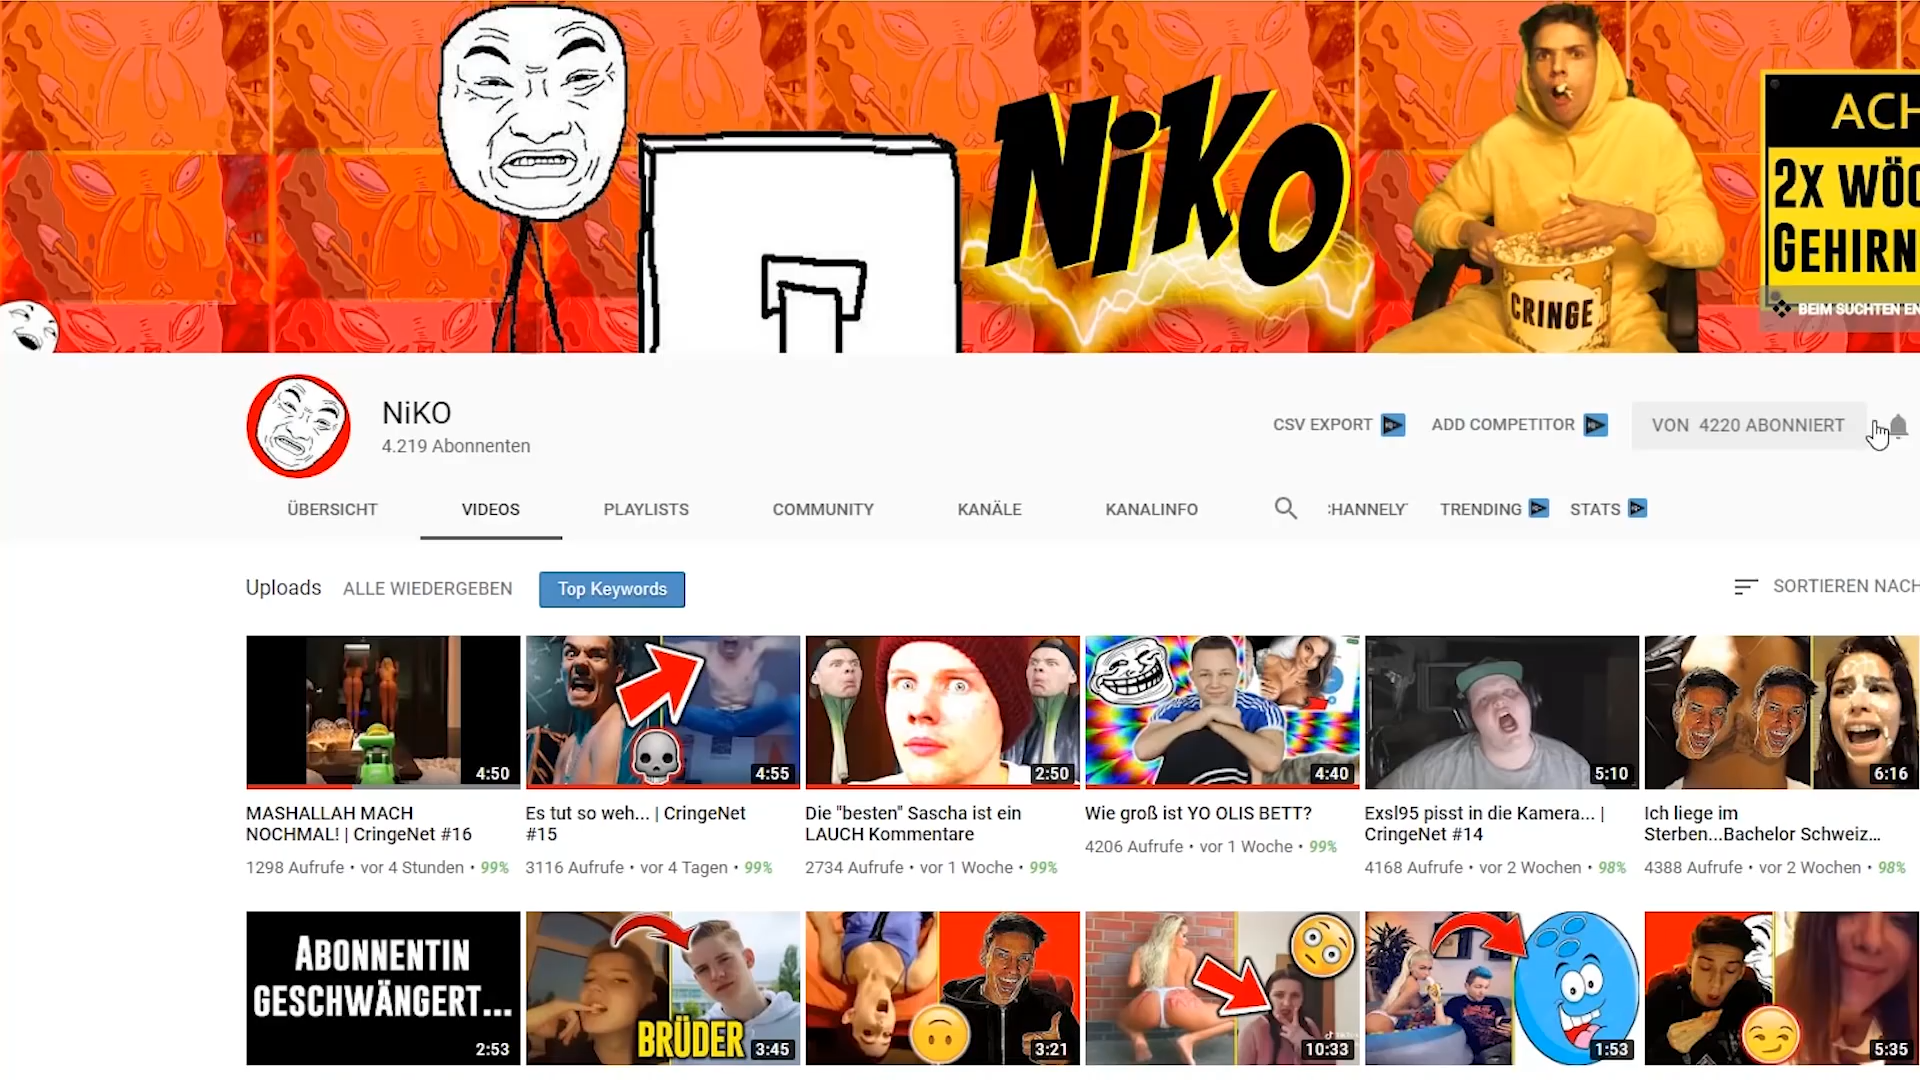 NiKO
ACH
2X WÖC
GEHIRN
CRINGE
BEIM SUCHTEN EN
NiKO
4.219 Abonnenten
CSV EXPORT
ADD COMPETITOR
VON 4220 ABONNIERT
ÜBERSICHT
VIDEOS
PLAYLISTS
COMMUNITY
KANÄLE
KANALINFO
HANNELY
TRENDING
STATS
Uploads
ALLE WIEDERGEBEN
Top Keywords
SORTIEREN NACH
4:50
4:55
2:50
4:40
5:10
6:16
MASHALLAH MACH
NOCHMAL! | CringeNet #16
1298 Aufrufe • vor 4 Stunden • 99%
Es tut so weh... | CringeNet
#15
3116 Aufrufe • vor 4 Tagen • 99%
Die "besten" Sascha ist ein
LAUCH Kommentare
2734 Aufrufe • vor 1 Woche • 99%
Wie groß ist YO OLIS BETT?
4206 Aufrufe • vor 1 Woche • 99%
Exsl95 pisst in die Kamera... |
CringeNet #14
4168 Aufrufe • vor 2 Wochen • 98%
Ich liege im
Sterben...Bachelor Schweiz...
4388 Aufrufe • vor 2 Wochen • 98%
ABONNENTIN
GESCHWÄNGERT...
2:53
BRÜDER
3:45
3:21
10:33
1:53
5:35